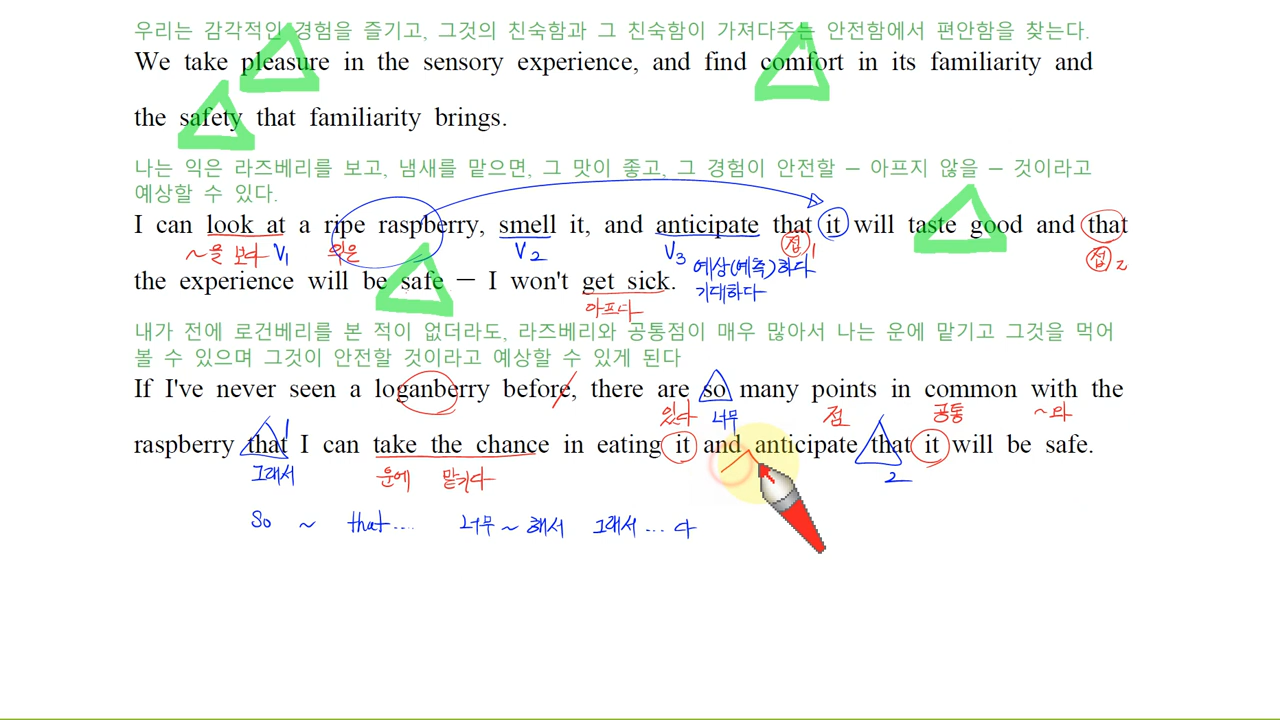 우리는 감각적인 경험을 즐기고, 그것의 친숙함과 그 친숙함이 가져다주는 안전함에서 편안함을 찾는다.
We take pleasure in the sensory experience, and find comfort in its familiarity and
the safety that familiarity brings.
나는 익은 라즈베리를 보고, 냄새를 맡으면, 그 맛이 좋고, 그 경험이 안전할 – 아프지 않을 – 것이라고
예상할 수 있다.
I can look at a ripe raspberry, smell it, and anticipate that it will taste good and that
~을 보다 V1 익은 V2 V3 예상(예측)하다 접 1 접 2
기대하다
the experience will be safe – I won't get sick.
아프다
내가 전에 로건베리를 본 적이 없더라도, 라즈베리와 공통점이 매우 많아서 나는 운에 맡기고 그것을 먹어
볼 수 있으며 그것이 안전할 것이라고 예상할 수 있게 된다
If I've never seen a loganberry before, there are so many points in common with the
있다 너무 점 공통 ~와
raspberry that 1 I can take the chance in eating it and anticipate that it will be safe.
그래서 운에 맡키다 2
So ~ that.... 너무 ~ 해서 그래서 ... 다